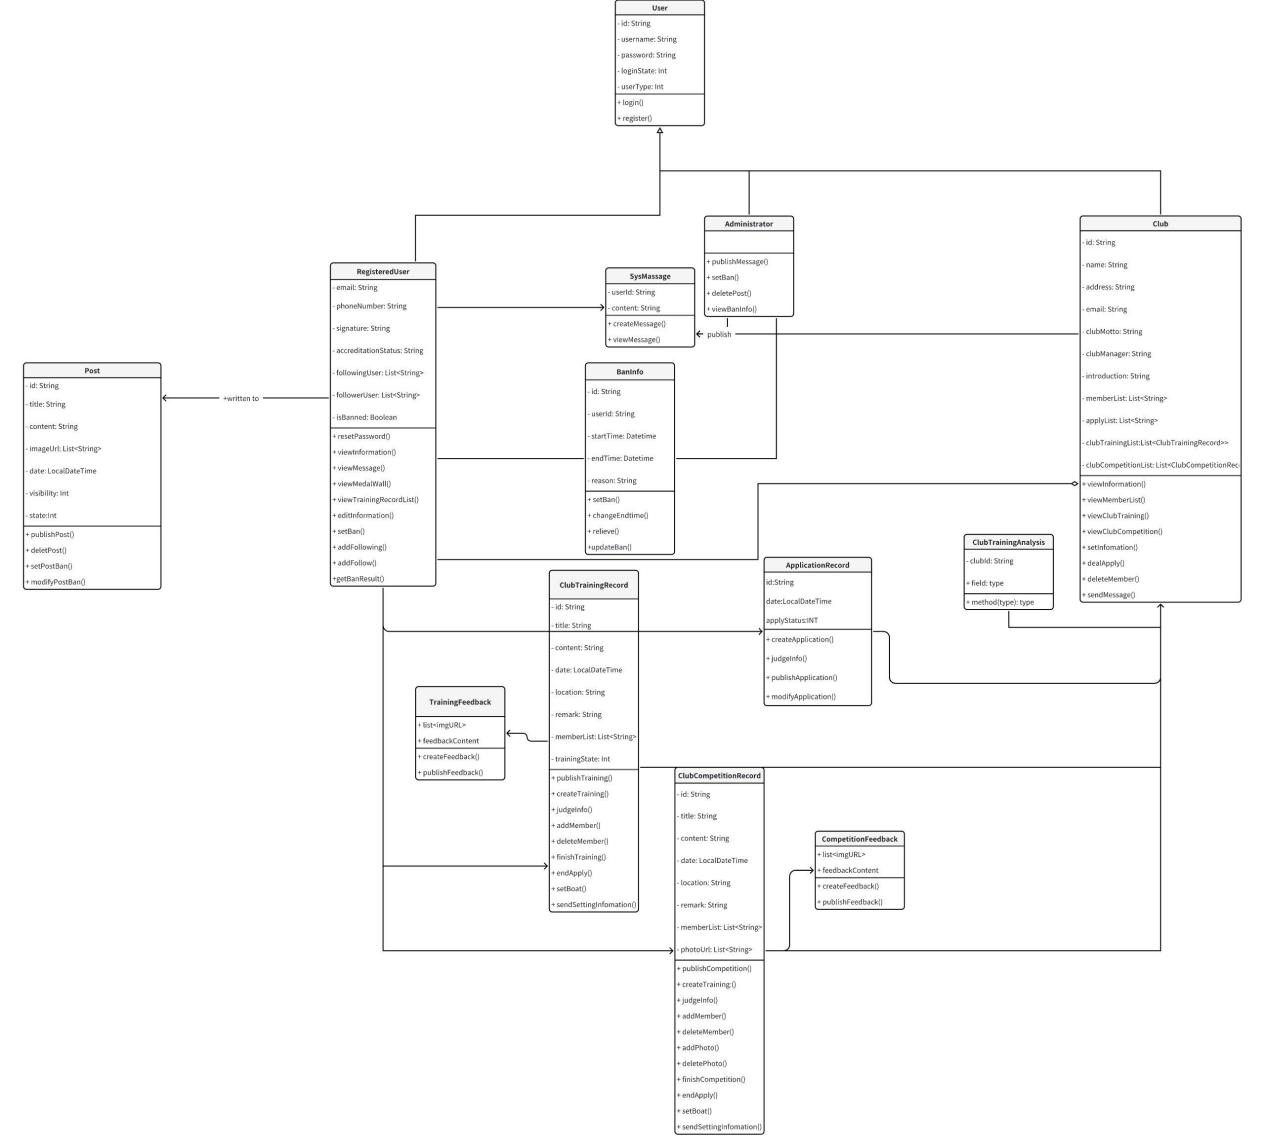 User
- id: String
- username: String
- password: String
- loginState: Int
- userType: Int
+ login()
+ register()
Administrator
+ publishMessage()
+ setBan()
+ deletePost()
+ viewBanInfo()
Club
- id: String
- name: String
- address: String
- email: String
- clubMotto: String
- clubManager: String
- introduction: String
- memberList: List<String>
- applyList: List<String>
- clubTrainingList:List<ClubTrainingRecord>>
- clubCompetitionList: List<ClubCompetitionRec
+ viewInformation()
+ viewMemberList()
+ viewClubTraining()
+ viewClubCompetition()
+ setInfomation()
+ dealApply()
+ deleteMember()
+ sendMessage()
RegisteredUser
- email: String
- phoneNumber: String
- signature: String
- accreditationStatus: String
- followingUser: List<String>
- followerUser: List<String>
- isBanned: Boolean
+ resetPassword()
+ viewInformation()
+ viewMessage()
+ viewMedalWall()
+ viewTrainingRecordList()
+ editInformation()
+ setBan()
+ addFollowing()
+ addFollow()
+getBanResult()
SysMassage
- userId: String
- content: String
+ createMessage()
+ viewMessage()
publish
Post
- id: String
- title: String
- content: String
- imageUrl: List<String>
- date: LocalDateTime
- visibility: Int
- state:Int
+ publishPost()
+ deletPost()
+ setPostBan()
+ modifyPostBan()
+written to
BanInfo
- id: String
- userId: String
- startTime: Datetime
- endTime: Datetime
- reason: String
+ setBan()
+ changeEndtime()
+ relieve()
+updateBan()
ClubTrainingAnalysis
- clubId: String
+ field: type
+ method(type): type
ApplicationRecord
id:String
date:LocalDateTime
applyStatus:INT
+ createApplication()
+ judgeInfo()
+ publishApplication()
+ modifyApplication()
ClubTrainingRecord
- id: String
- title: String
- content: String
- date: LocalDateTime
- location: String
- remark: String
- memberList: List<String>
- trainingState: Int
+ publishTraining()
+ createTraining()
+ judgeInfo()
+ addMember()
+ deleteMember()
+ finishTraining()
+ endApply()
+ setBoat()
+ sendSettingInfomation()
TrainingFeedback
+ list<imgURL>
+ feedbackContent
+ createFeedback()
+ publishFeedback()
ClubCompetitionRecord
- id: String
- title: String
- content: String
- date: LocalDateTime
- location: String
- remark: String
- memberList: List<String>
- photoUrl: List<String>
+ publishCompetition()
+ createTraining:()
+ judgeInfo()
+ addMember()
+ deleteMember()
+ addPhoto()
+ deletePhoto()
+ finishCompetition()
+ endApply()
+ setBoat()
+ sendSettingInfomation()
CompetitionFeedback
+ list<imgURL>
+ feedbackContent
+ createFeedback()
+ publishFeedback()